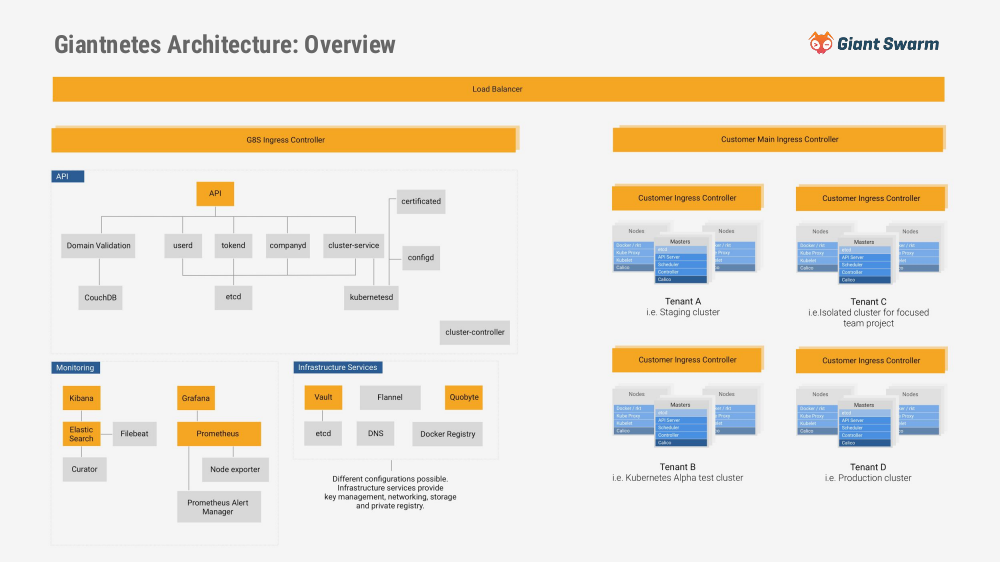 Giantnetes Architecture: Overview
Giant Swarm
Load Balancer
G8S Ingress Controller
Customer Main Ingress Controller
API
API
certificated
Domain Validation
userd
tokend
companyd
cluster-service
configd
CouchDB
etcd
kubernetesd
cluster-controller
Monitoring
Kibana
Grafana
Elastic
Search
Filebeat
Prometheus
Curator
Node exporter
Prometheus Alert
Manager
Infrastructure Services
Vault
Flannel
Quobyte
etcd
DNS
Docker Registry
Different configurations possible.
Infrastructure services provide
key management, networking, storage
and private registry.
Customer Ingress Controller
Nodes
Docker / rkt
Kube Proxy
Kubelet
Calico
Masters
etcd
API Server
Scheduler
Controller
Calico
Nodes
Tenant A
i.e. Staging cluster
Customer Ingress Controller
Nodes
Docker / rkt
Kube Proxy
Kubelet
Calico
Masters
etcd
API Server
Scheduler
Controller
Calico
Nodes
Tenant C
i.e.Isolated cluster for focused
team project
Customer Ingress Controller
Nodes
Docker / rkt
Kube Proxy
Kubelet
Calico
Masters
etcd
API Server
Scheduler
Controller
Calico
Nodes
Tenant B
i.e. Kubernetes Alpha test cluster
Customer Ingress Controller
Nodes
Docker / rkt
Kube Proxy
Kubelet
Calico
Masters
etcd
API Server
Scheduler
Controller
Calico
Nodes
Tenant D
i.e. Production cluster